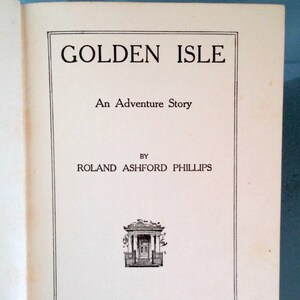 GOLDEN ISLE
An Adventure Story
BY
ROLAND ASHFORD PHILLIPS